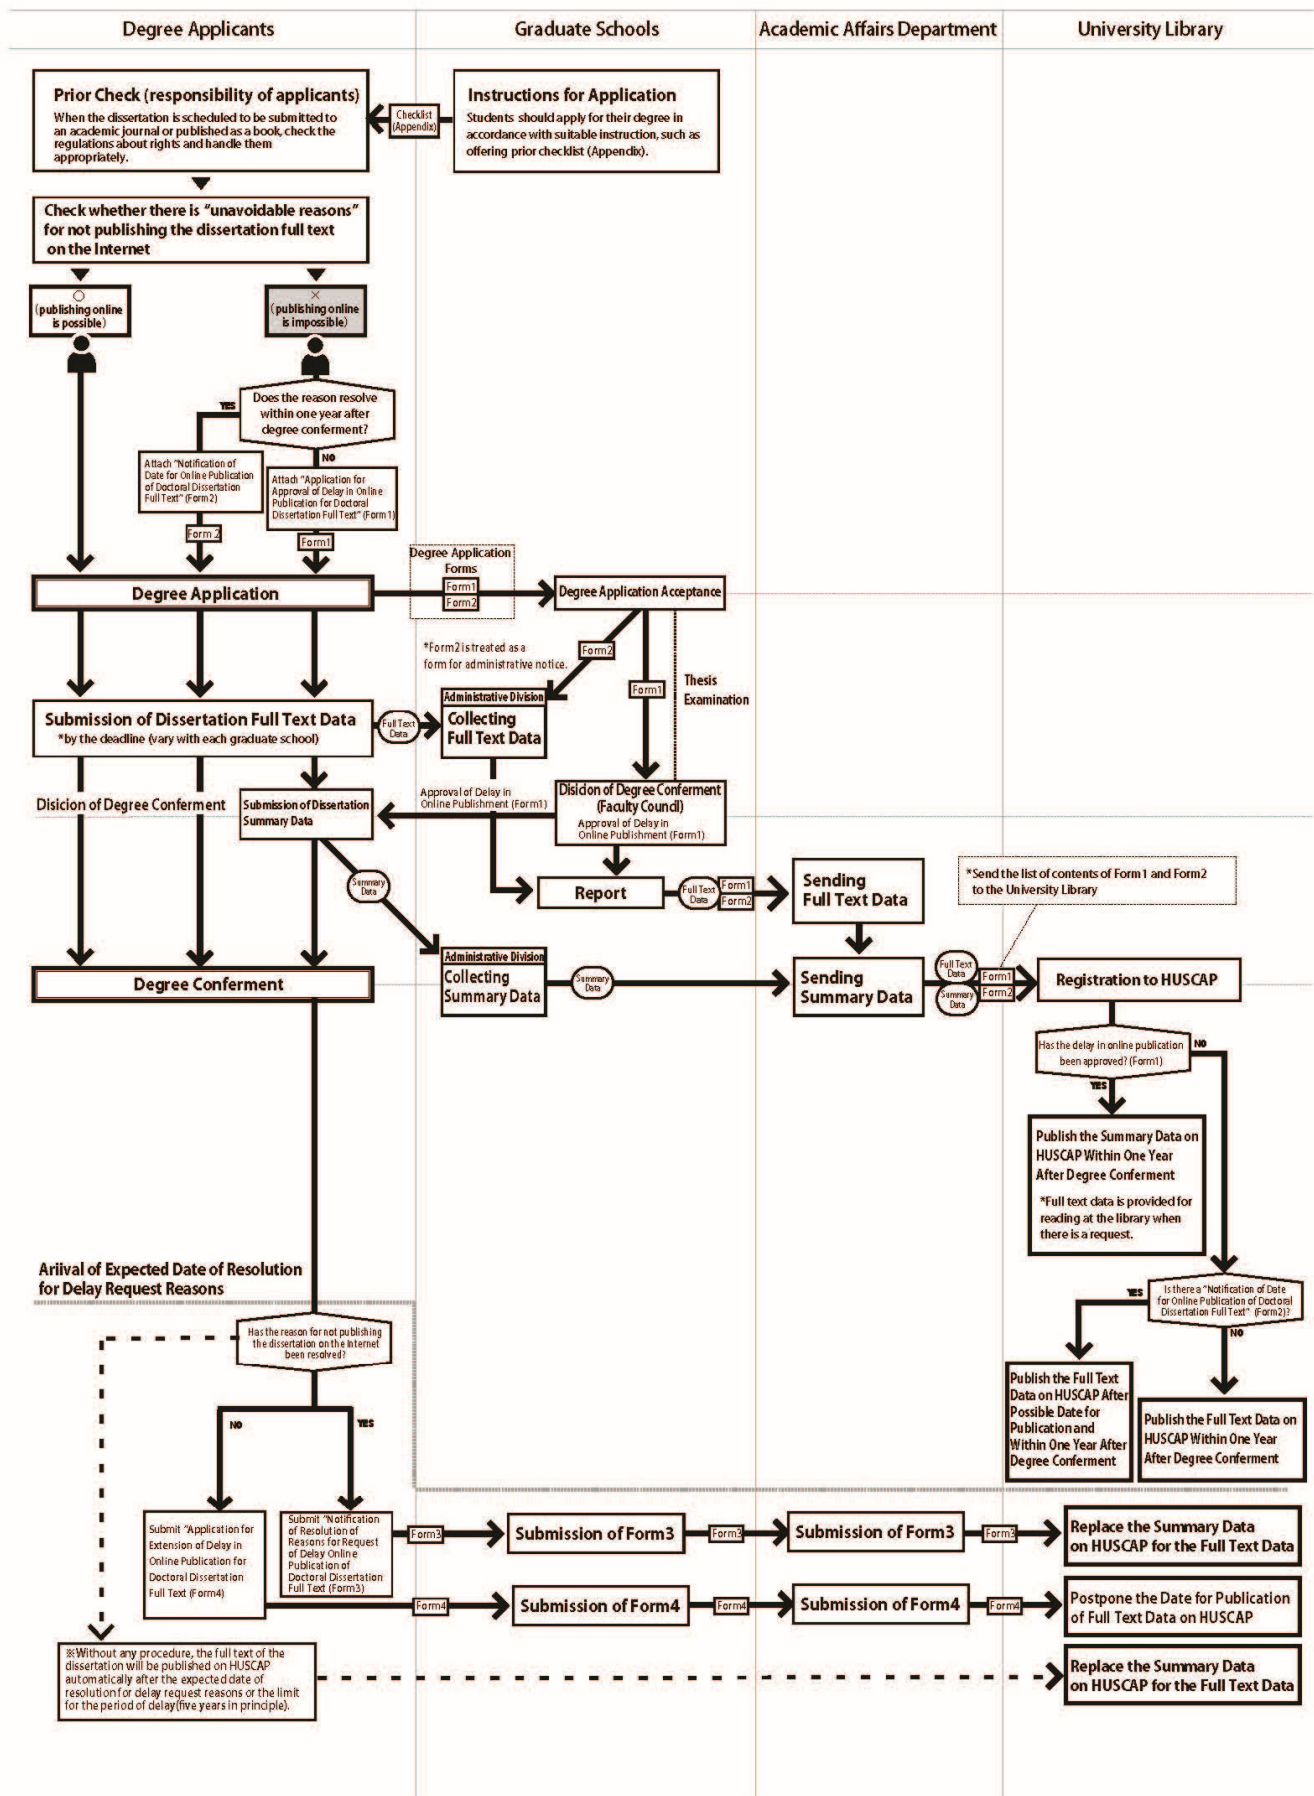 Degree Applicants
Graduate Schools
Academic Affairs Department
University Library
Prior Check (responsibility of applicants)
When the dissertation is scheduled to be submitted to
an academic journal or published as a book, check the
regulations about rights and handle them
appropriately.
Checklist
(Appendix)
Instructions for Application
Students should apply for their degree in
accordance with suitable instruction, such as
offering prior checklist (Appendix).
Check whether there is "unavoidable reasons"
for not publishing the dissertation full text
on the Internet
○
(publishing online
is possible)
×
(publishing online
is impossible)
Does the reason resolve
within one year after
degree conferment?
YES
NO
Attach "Notification of
Date for Online Publication
of Doctoral Dissertation
Full Text" (Form2)
Attach "Application for
Approval of Delay in Online
Publication for Doctoral
Dissertation Full Text" (Form1)
Form 2
Form1
Degree Application
Forms
Form1
Form2
Degree Application
Degree Application Acceptance
*Form2 is treated as a
form for administrative notice.
Form2
Form1
Thesis
Examination
Submission of Dissertation Full Text Data
*by the deadline (vary with each graduate school)
Full Text
Data
Administrative Division
Collecting
Full Text Data
Disicion of Degree Conferment
Submission of Dissertation
Summary Data
Approval of Delay in
Online Publishment (Form1)
Disicion of Degree Conferment
(Faculty Council)
Approval of Delay in
Online Publishment (Form1)
Summary
Data
Report
Full Text
Data
Form1
Form2
Sending
Full Text Data
*Send the list of contents of Form1 and Form2
to the University Library
Degree Conferment
Administrative Division
Collecting
Summary Data
Summary
Data
Sending
Summary Data
Full Text
Data
Summary
Data
Form1
Form2
Registration to HUSCAP
Has the delay in online publication
been approved? (Form1)
NO
YES
Publish the Summary Data on
HUSCAP Within One Year
After Degree Conferment
*Full text data is provided for
reading at the library when
there is a request.
Ariival of Expected Date of Resolution
for Delay Request Reasons
Is there a "Notification of Date
for Online Publication of Doctoral
Dissertation Full Text" (Form2)?
YES
NO
Has the reason for not publishing
the dissertation on the Internet
been resolved?
NO
YES
Publish the Full Text
Data on HUSCAP After
Possible Date for
Publication and
Within One Year After
Degree Conferment
Publish the Full Text Data on
HUSCAP Within One Year
After Degree Conferment
Submit "Application for
Extension of Delay in
Online Publication for
Doctoral Dissertation
Full Text (Form4)
Submit "Notification
of Resolution of
Reasons for Request
of Delay Online
Publication of
Doctoral Dissertation
Full Text (Form3)
Form3
Submission of Form3
Form3
Submission of Form3
Form3
Replace the Summary Data
on HUSCAP for the Full Text Data
Form4
Submission of Form4
Form4
Submission of Form4
Form4
Postpone the Date for Publication
of Full Text Data on HUSCAP
※Without any procedure, the full text of the
dissertation will be published on HUSCAP
automatically after the expected date of
resolution for delay request reasons or the limit
for the period of delay(five years in principle).
Replace the Summary Data
on HUSCAP for the Full Text Data